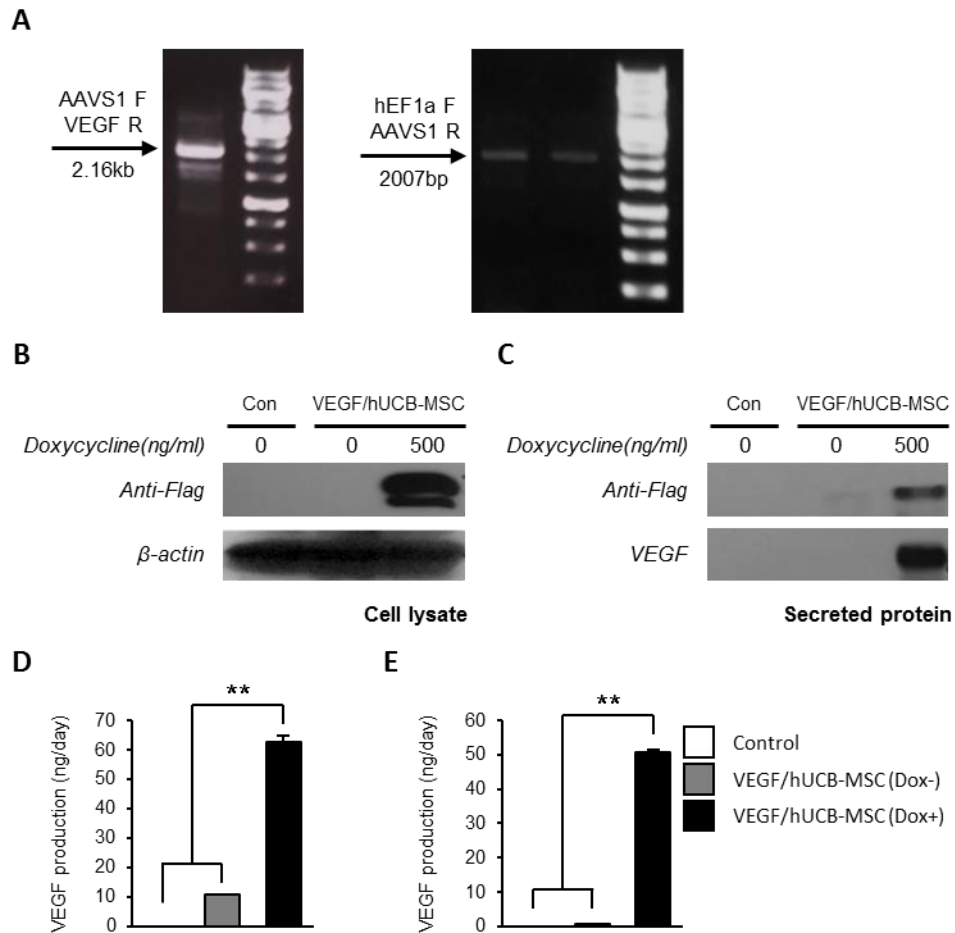 A
AAVS1 F
VEGF R
2.16kb
hEF1a F
AAVS1 R
2007bp
B
Con VEGF/hUCB-MSC
Doxycycline(ng/ml) 0 0 500
Anti-Flag
β-actin
Cell lysate
C
Con VEGF/hUCB-MSC
Doxycycline(ng/ml) 0 0 500
Anti-Flag
VEGF
Secreted protein
D
VEGF production (ng/day)
70
60
50
40
30
20
10
0
**
E
VEGF production (ng/day)
60
50
40
30
20
10
0
**
Control
VEGF/hUCB-MSC(Dox-)
VEGF/hUCB-MSC(Dox+)